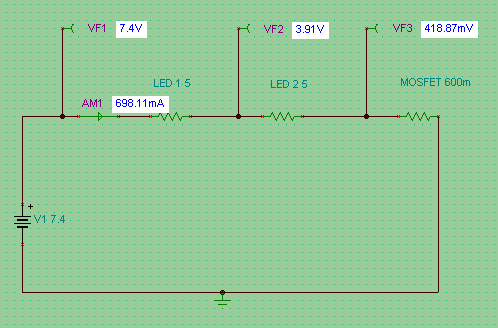 VF1 7.4V
VF2 3.91V
VF3 418.87mV
LED 1 5
LED 2 5
MOSFET 600m
AM1 698.11mA
+
V1 7.4